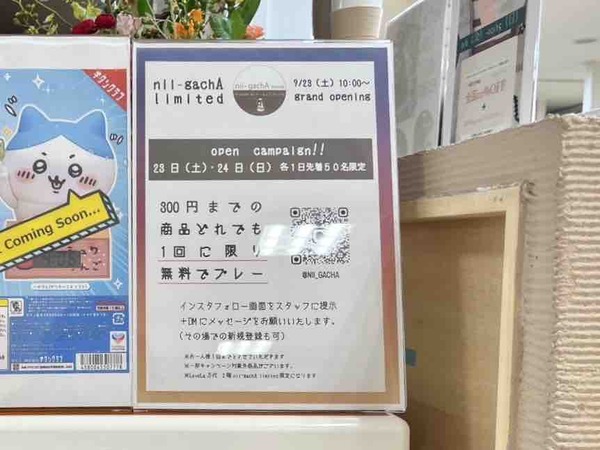 nii-gachA
limited
nii-gachA
9/23（土）10:00〜
grand opening
open campaign!!
23日（土）・24日（日）各1日先着50名限定
300円までの
商品どれでも
1回に限り
無料でプレー
@NII_GACHA
インスタフォロー画面をスタッフに提示
+DMにメッセージをお願いいたします。
(その場での新規登録も可)
Coming Soon...